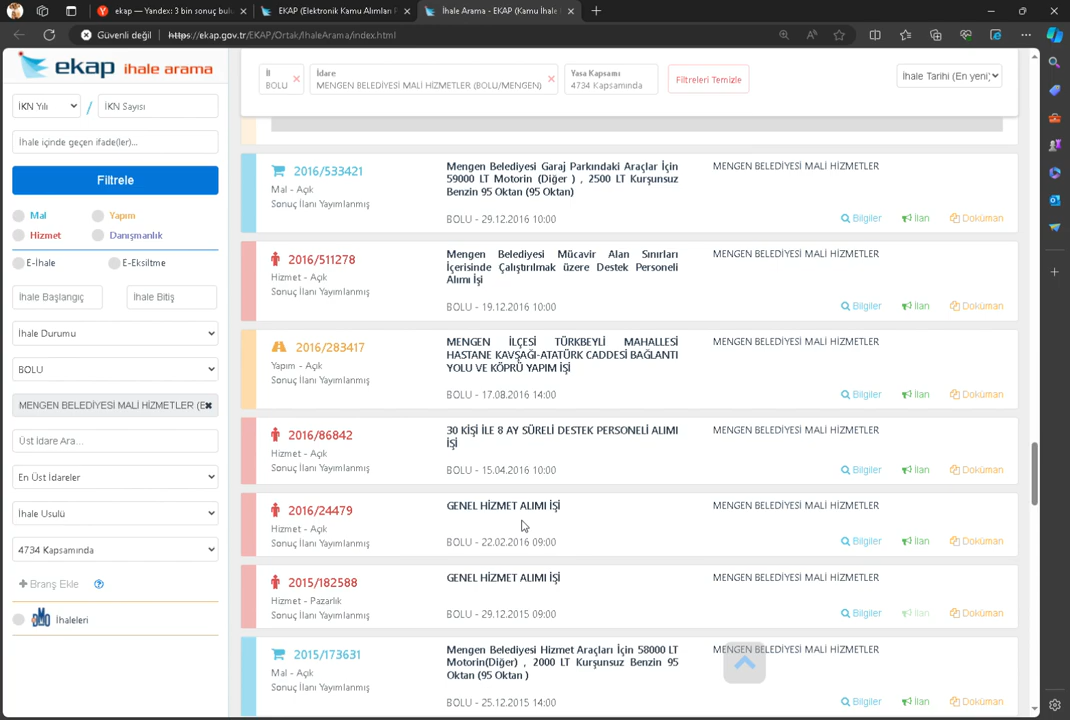 ekap — Yandex: 3 bin sonuç bulu
EKAP (Elektronik Kamu Alımları P
İhale Arama - EKAP (Kamu İhale
Güvenli değil
https://ekap.gov.tr/EKAP/Ortak/IhaleArama/index.html
ekap ihale arama
İKN Yılı / İKN Sayısı
İhale içinde geçen ifade(ler)...
Filtrele
Mal
Yapım
Hizmet
Danışmanlık
E-İhale
E-Eksiltme
İhale Başlangıç
İhale Bitiş
İhale Durumu
BOLU
MENGEN BELEDİYESİ MALİ HİZMETLER (B
Üst İdare Ara...
En Üst İdareler
İhale Usulü
4734 Kapsamında
Branş Ekle
İhaleleri
İl
BOLU
İdare
MENGEN BELEDİYESİ MALİ HİZMETLER (BOLU/MENGEN)
Yasa Kapsamı
4734 Kapsamında
Filtreleri Temizle
İhale Tarihi (En yeni)
2016/533421
Mal - Açık
Sonuç İlanı Yayımlanmış
Mengen Belediyesi Garaj Parkındaki Araçlar İçin
59000 LT Motorin (Diğer ) , 2500 LT Kurşunsuz
Benzin 95 Oktan (95 Oktan)
BOLU - 29.12.2016 10:00
MENGEN BELEDİYESİ MALİ HİZMETLER
Bilgiler
İlan
Doküman
2016/511278
Hizmet - Açık
Sonuç İlanı Yayımlanmış
Mengen Belediyesi Mücavir Alan Sınırları
İçerisinde Çalıştırılmak üzere Destek Personeli
Alımı İşi
BOLU - 19.12.2016 10:00
MENGEN BELEDİYESİ MALİ HİZMETLER
Bilgiler
İlan
Doküman
2016/283417
Yapım - Açık
Sonuç İlanı Yayımlanmış
MENGEN İLÇESİ TÜRKBEYLİ MAHALLESİ
HASTANE KAVŞAĞI-ATATÜRK CADDESİ BAĞLANTI
YOLU VE KÖPRÜ YAPIM İŞİ
BOLU - 17.08.2016 14:00
MENGEN BELEDİYESİ MALİ HİZMETLER
Bilgiler
İlan
Doküman
2016/86842
Hizmet - Açık
Sonuç İlanı Yayımlanmış
30 KİŞİ İLE 8 AY SÜRELİ DESTEK PERSONELİ ALIMI
İŞİ
BOLU - 15.04.2016 10:00
MENGEN BELEDİYESİ MALİ HİZMETLER
Bilgiler
İlan
Doküman
2016/24479
Hizmet - Açık
Sonuç İlanı Yayımlanmış
GENEL HİZMET ALIMI İŞİ
BOLU - 22.02.2016 09:00
MENGEN BELEDİYESİ MALİ HİZMETLER
Bilgiler
İlan
Doküman
2015/182588
Hizmet - Pazarlık
Sonuç İlanı Yayımlanmış
GENEL HİZMET ALIMI İŞİ
BOLU - 29.12.2015 09:00
MENGEN BELEDİYESİ MALİ HİZMETLER
Bilgiler
İlan
Doküman
2015/173631
Mal - Açık
Sonuç İlanı Yayımlanmış
Mengen Belediyesi Hizmet Araçları İçin 58000 LT
Motorin(Diğer) , 2000 LT Kurşunsuz Benzin 95
Oktan (95 Oktan )
BOLU - 25.12.2015 14:00
MENGEN BELEDİYESİ MALİ HİZMETLER
Bilgiler
İlan
Doküman